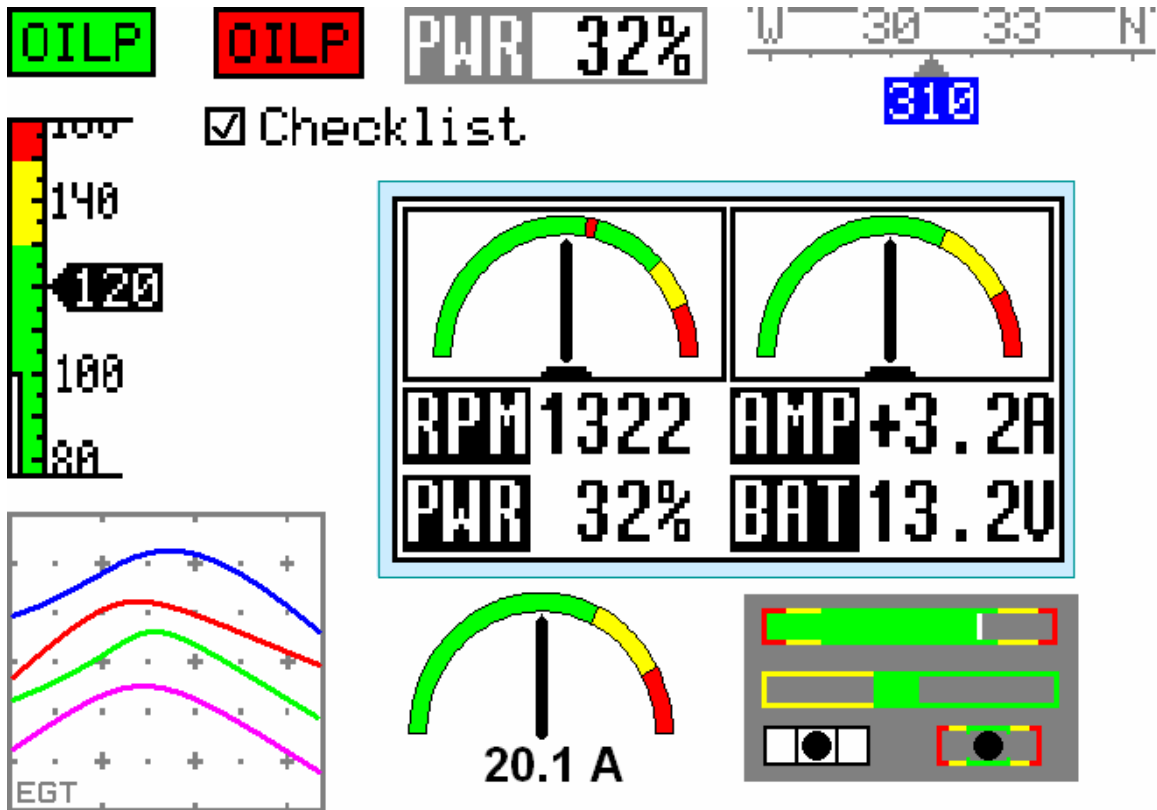 OILP OILP PWR 32% W 30 33 N
310
Checklist
160
140
120
100
80
RPM 1322 AMP +3.2A
PWR 32% BAT 13.2V
20.1 A
EGT